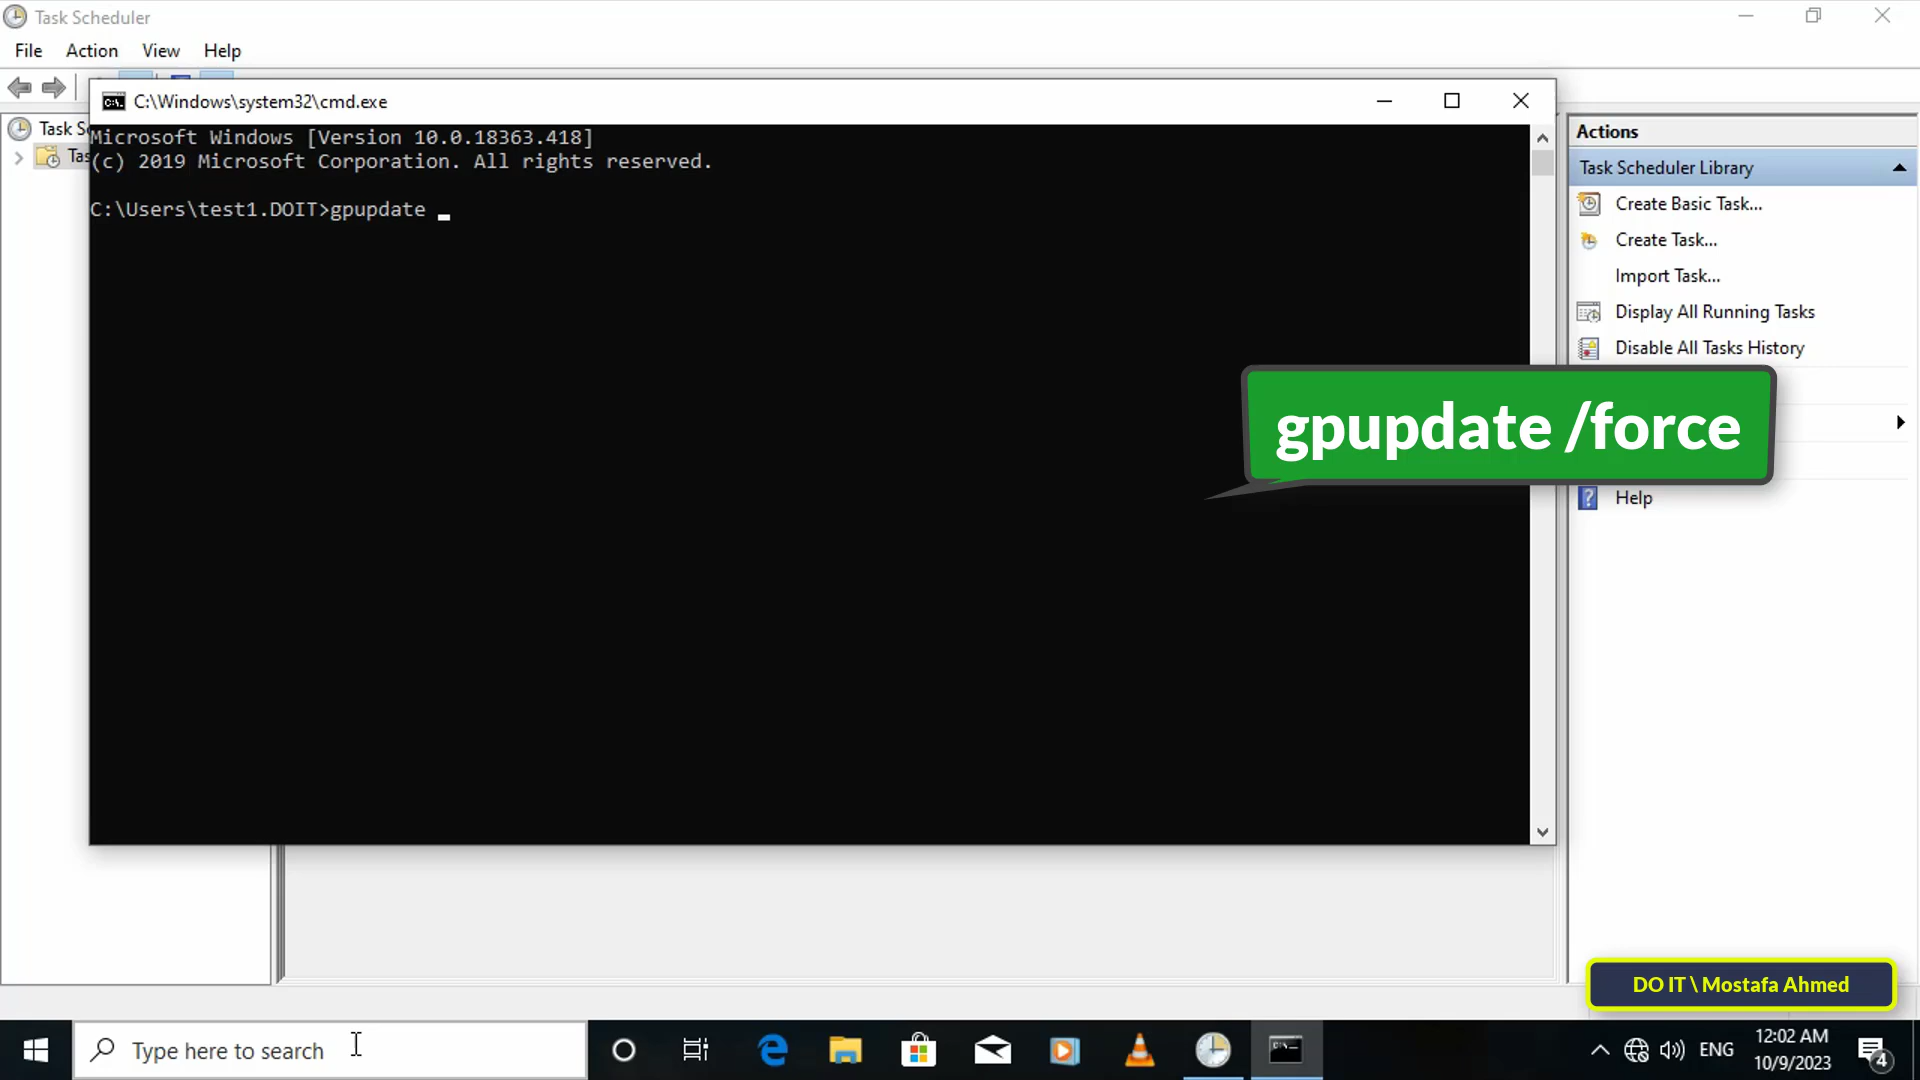 Task Scheduler
File Action View Help
C:\Windows\system32\cmd.exe
Task S
Tas
Microsoft Windows [Version 10.0.18363.418]
(c) 2019 Microsoft Corporation. All rights reserved.
C:\Users\test1.DOIT>gpupdate _
Actions
Task Scheduler Library
Create Basic Task...
Create Task...
Import Task...
Display All Running Tasks
Disable All Tasks History
gpupdate /force
Help
DO IT \ Mostafa Ahmed
Type here to search
ENG
12:02 AM
10/9/2023
4